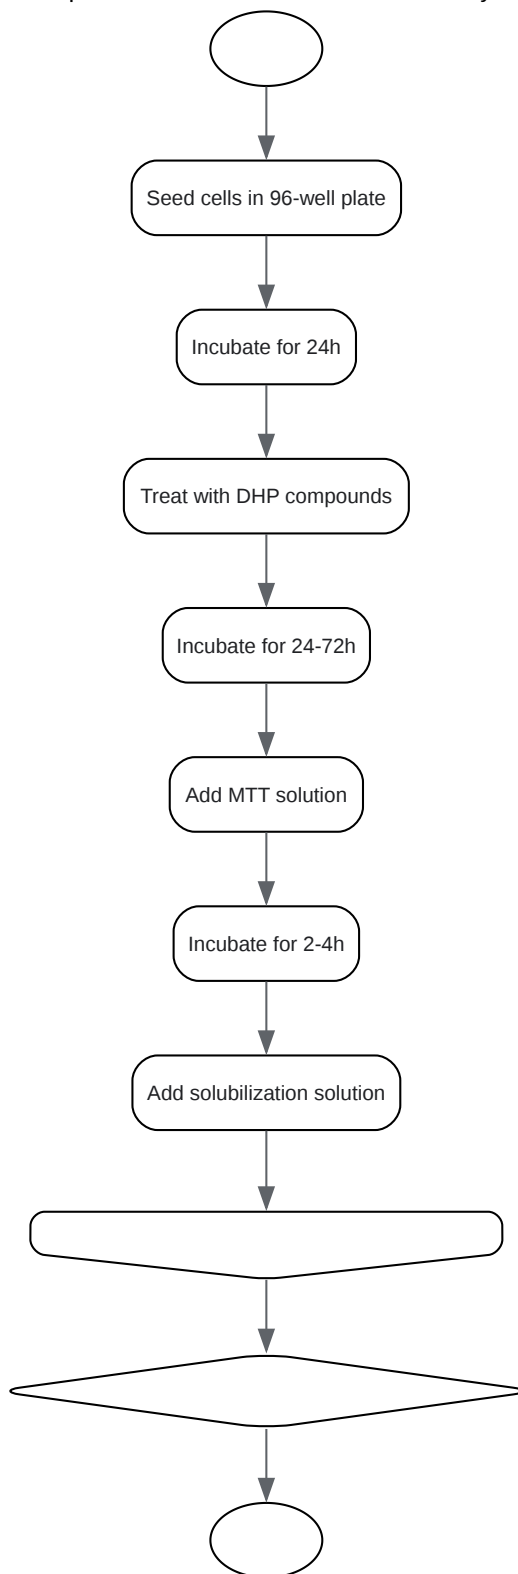 Seed cells in 96-well plate
Incubate for 24h
Treat with DHP compounds
Incubate for 24-72h
Add MTT solution
Incubate for 2-4h
Add solubilization solution